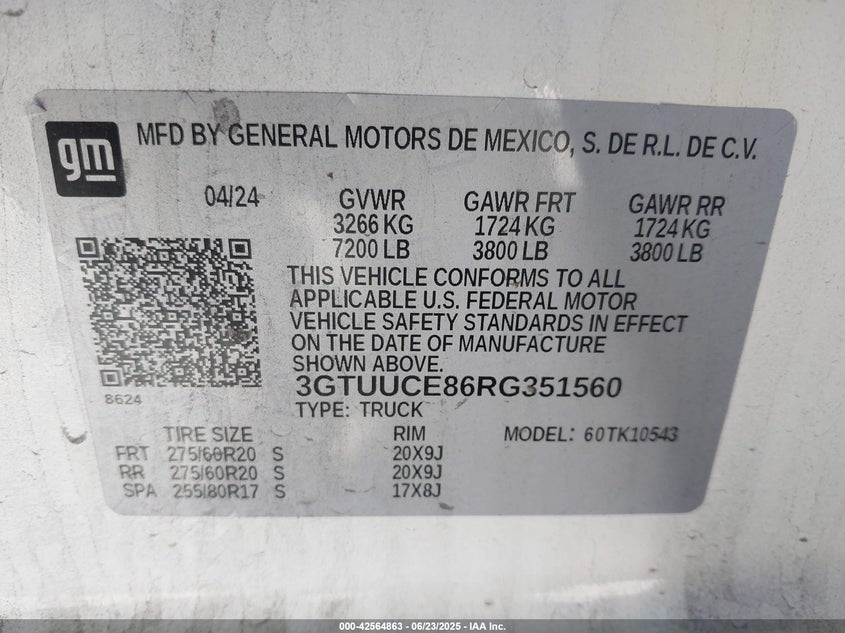 gm
MFD BY GENERAL MOTORS DE MEXICO, S. DE R.L. DE C.V.
04/24 GVWR GAWR FRT GAWR RR
3266 KG 1724 KG 1724 KG
7200 LB 3800 LB 3800 LB
THIS VEHICLE CONFORMS TO ALL
APPLICABLE U.S. FEDERAL MOTOR
VEHICLE SAFETY STANDARDS IN EFFECT
ON THE DATE OF MANUFACTURE
SHOWN ABOVE.
8624
3GTUUCE86RG351560
TYPE: TRUCK
TIRE SIZE RIM MODEL: 60TK10543
FRT 275/60R20 S 20X9J
RR 275/60R20 S 20X9J
SPA 255/80R17 S 17X8J
000-42564863 - 06/23/2025 - IAA Inc.